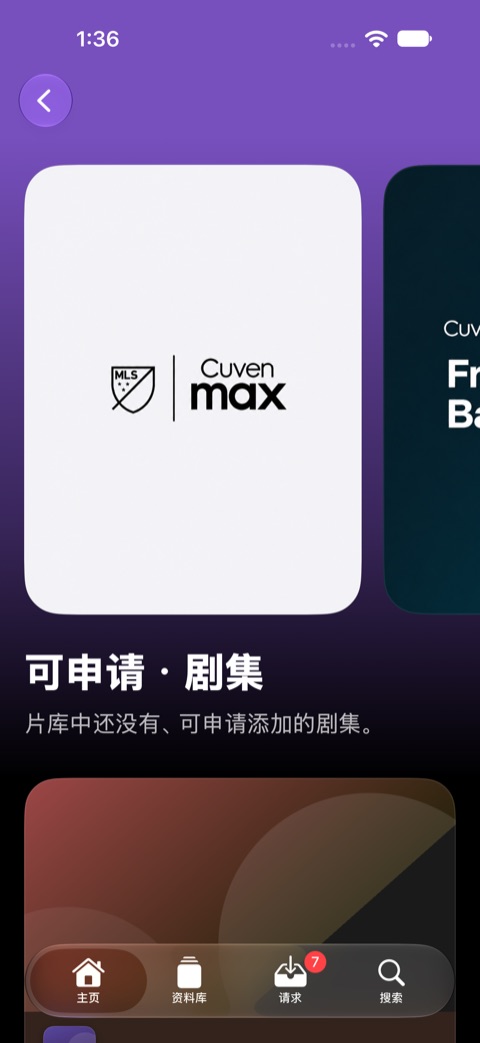 1:36
MLS
Cuven
max
Cuv
Fr
Ba
可申请 · 剧集
片库中还没有、可申请添加的剧集。
7
主页
资料库
请求
搜索